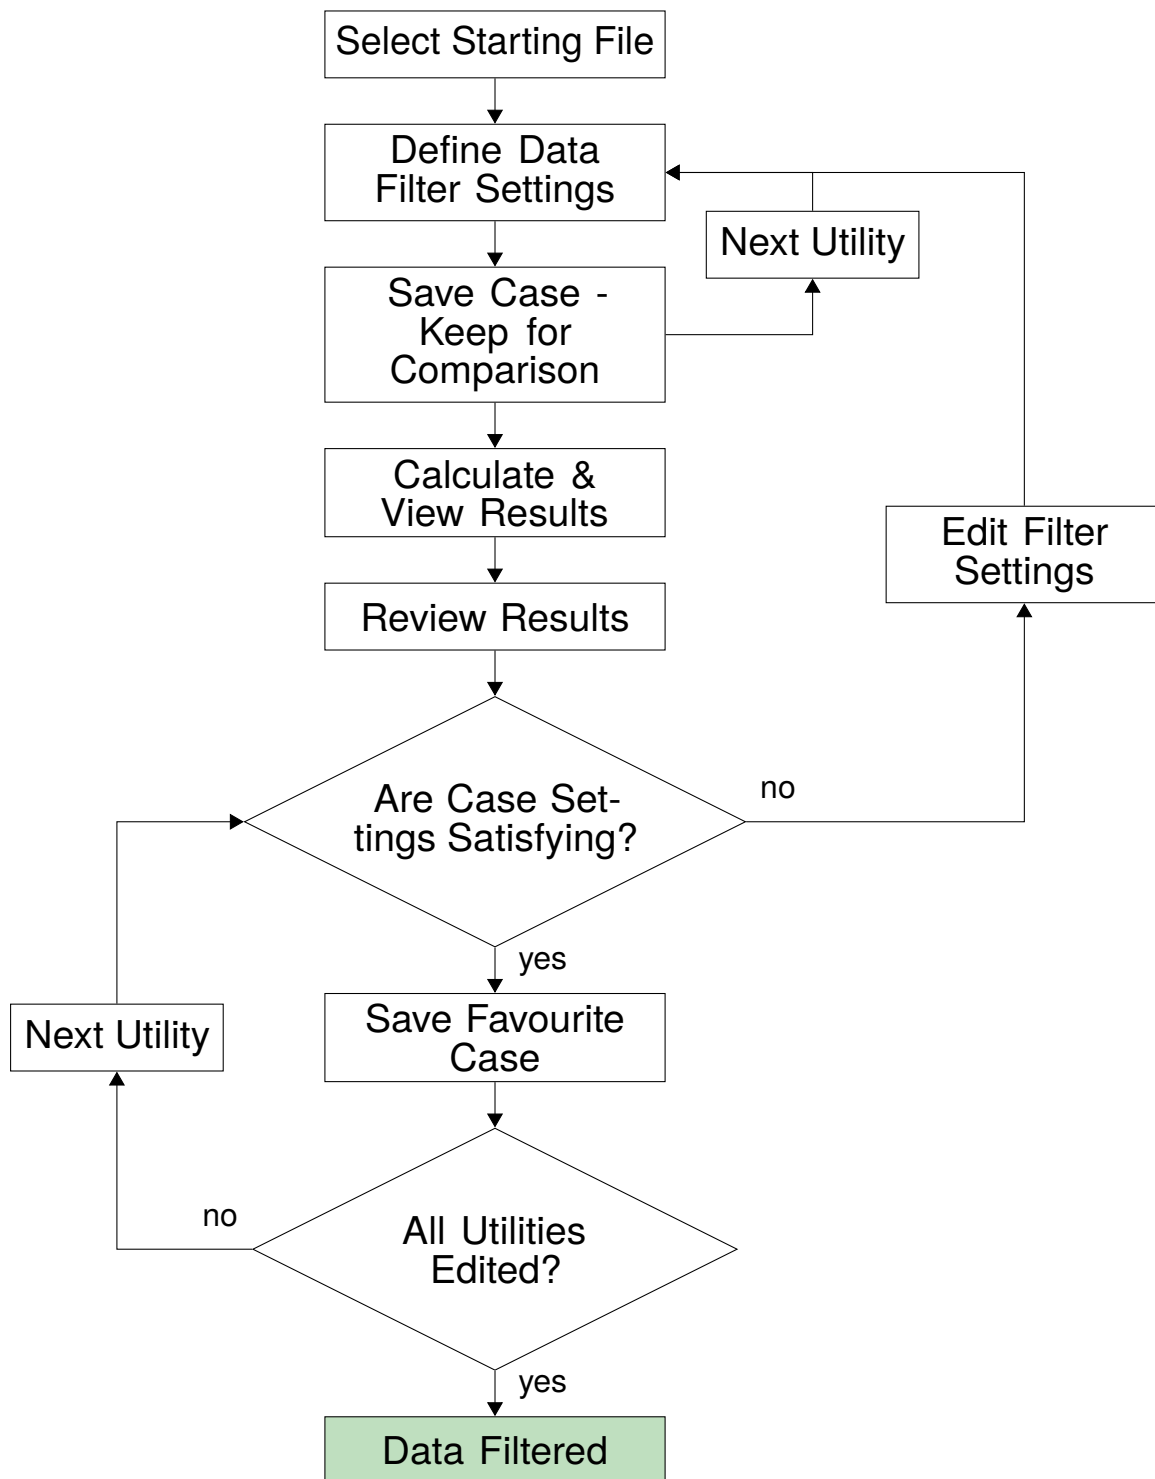 Select Starting File
Define Data
Filter Settings
Next Utility
Save Case -
Keep for
Comparison
Calculate &
View Results
Edit Filter
Settings
Review Results
Are Case Set-
tings Satisfying?
no
yes
Next Utility
Save Favourite
Case
no
All Utilities
Edited?
yes
Data Filtered